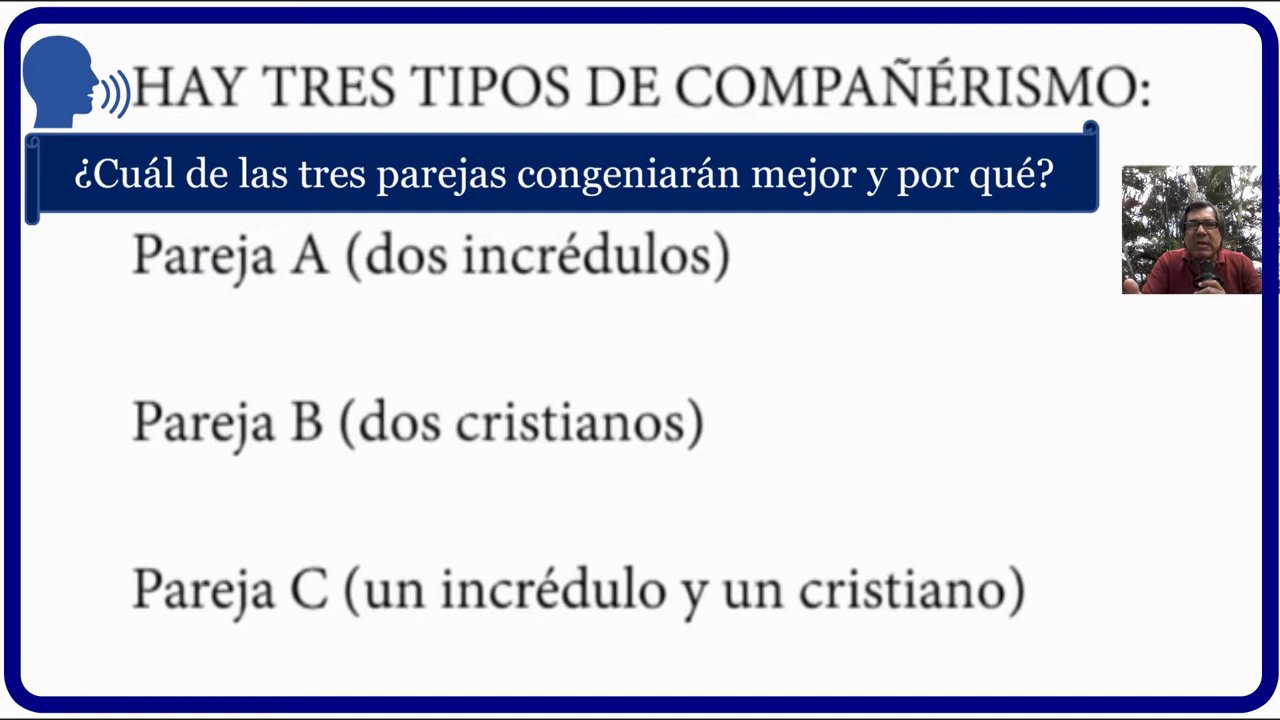 HAY TRES TIPOS DE COMPAÑÉRISMO:
¿Cuál de las tres parejas congeniarán mejor y por qué?
Pareja A (dos incrédulos)
Pareja B (dos cristianos)
Pareja C (un incrédulo y un cristiano)